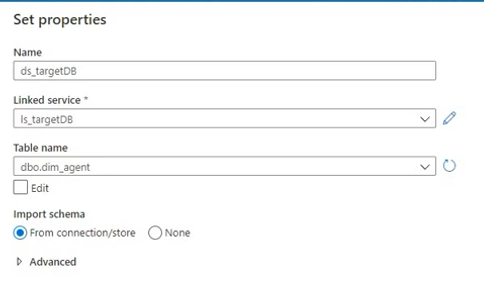 Set properties
Name
ds_targetDB
Linked service *
ls_targetDB
Table name
dbo.dim_agent
Edit
Import schema
From connection/store None
Advanced